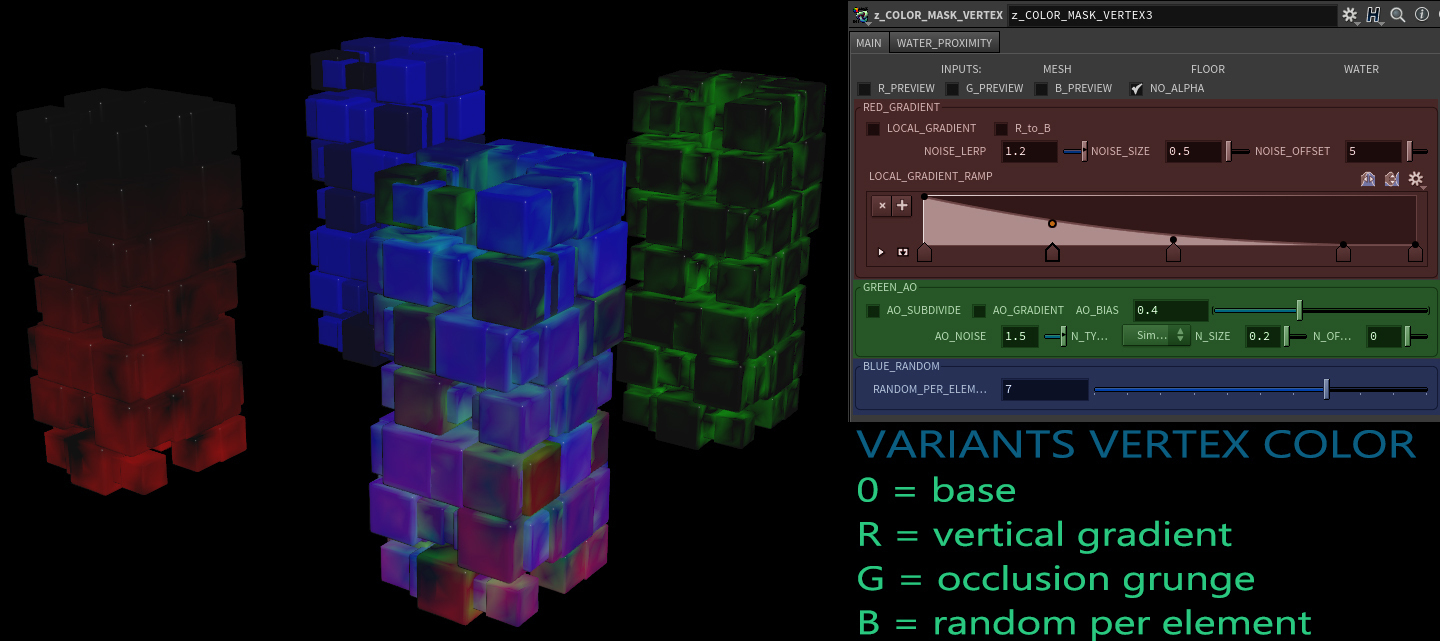 z_COLOR_MASK_VERTEX z_COLOR_MASK_VERTEX3
MAIN WATER_PROXIMITY
INPUTS: MESH FLOOR WATER
R_PREVIEW G_PREVIEW B_PREVIEW NO_ALPHA
RED_GRADIENT
LOCAL_GRADIENT R_to_B
NOISE_LERP 1.2 NOISE_SIZE 0.5 NOISE_OFFSET 5
LOCAL_GRADIENT_RAMP
GREEN_AO
AO_SUBDIVIDE AO_GRADIENT AO_BIAS 0.4
AO_NOISE 1.5 N_TY... Sim... N_SIZE 0.2 N_OF... 0
BLUE_RANDOM
RANDOM_PER_ELEM... 7
VARIANTS VERTEX COLOR
0 = base
R = vertical gradient
G = occlusion grunge
B = random per element